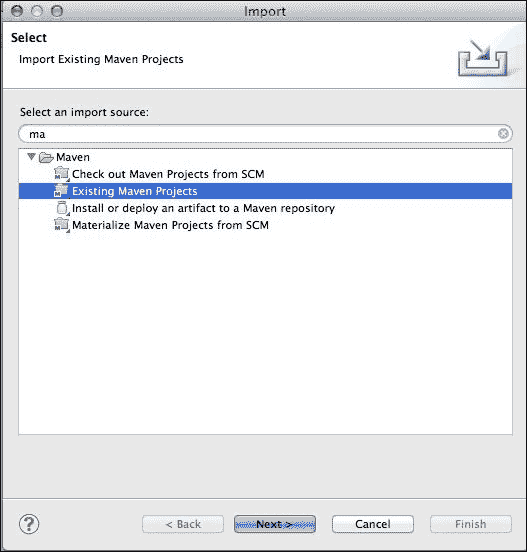 Import
Select
Import Existing Maven Projects
Select an import source:
ma
Maven
Check out Maven Projects from SCM
Existing Maven Projects
Install or deploy an artifact to a Maven repository
Materialize Maven Projects from SCM
? < Back Next > Cancel Finish